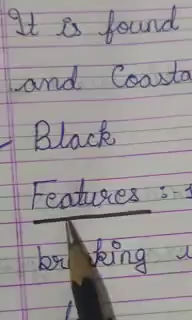 It is found
and Coasta
Black
Features :-
king